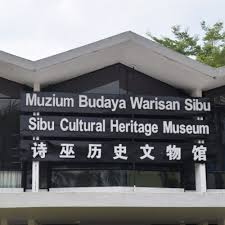 Muzium Budaya Warisan Sibu
Sibu Cultural Heritage Museum
诗巫历史文物馆